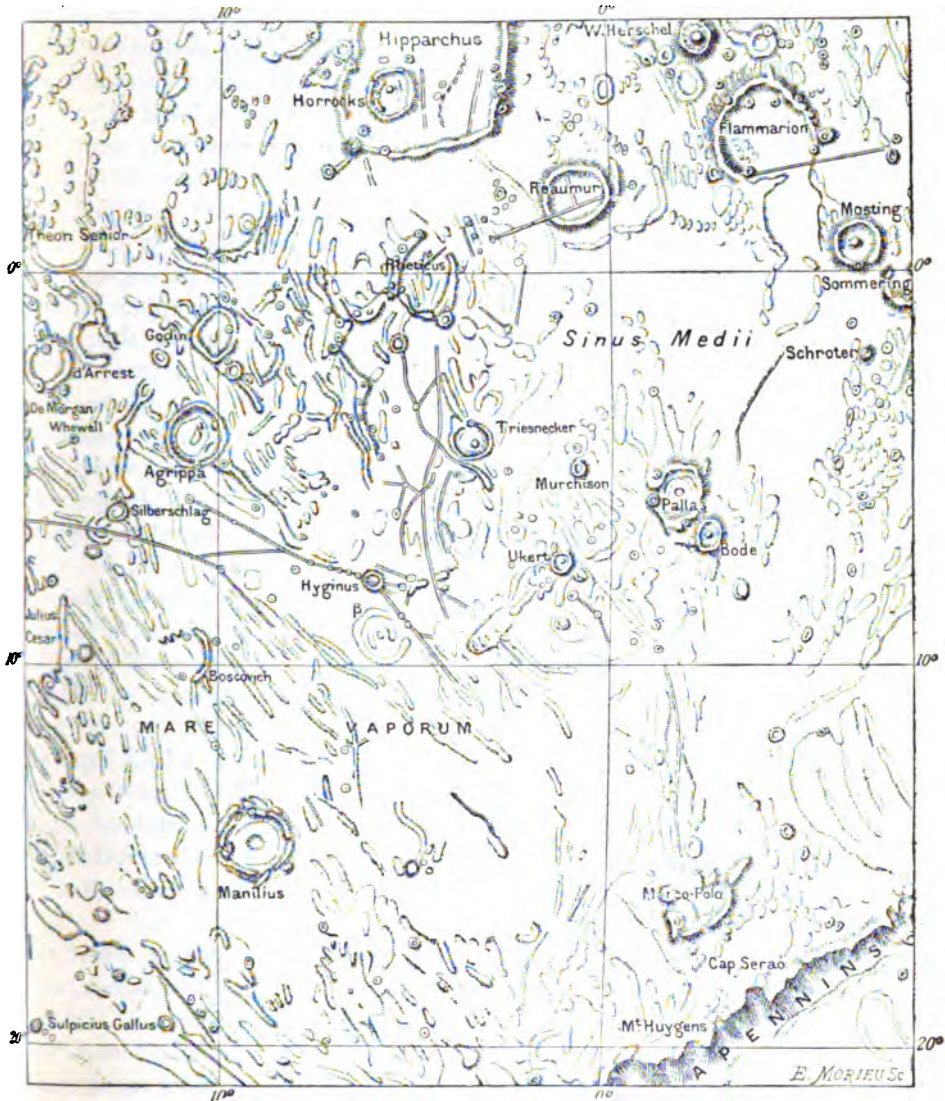 10° 0°
Hipparchus
W. Herschel
Horrocks
Flammarion
Reaumur
Theon Senior
Mosting
0° Rheticus 0°
Sommering
Godin
Sinus Medii
Schroter
d'Arrest
De Morgan
Whewell
Triesnecker
Agrippa
Murchison
Palla
Silberschlag
Ukert
Bode
Hyginus
β
Julius
Cesar
10° 10°
Boscovich
MARE VAPORUM
Manilius
Marco-Polo
Cap Serao
Sulpicius Gallus
Mt Huygens
APENNINS
20° 20°
E. MORIEU Sc
10° 0°